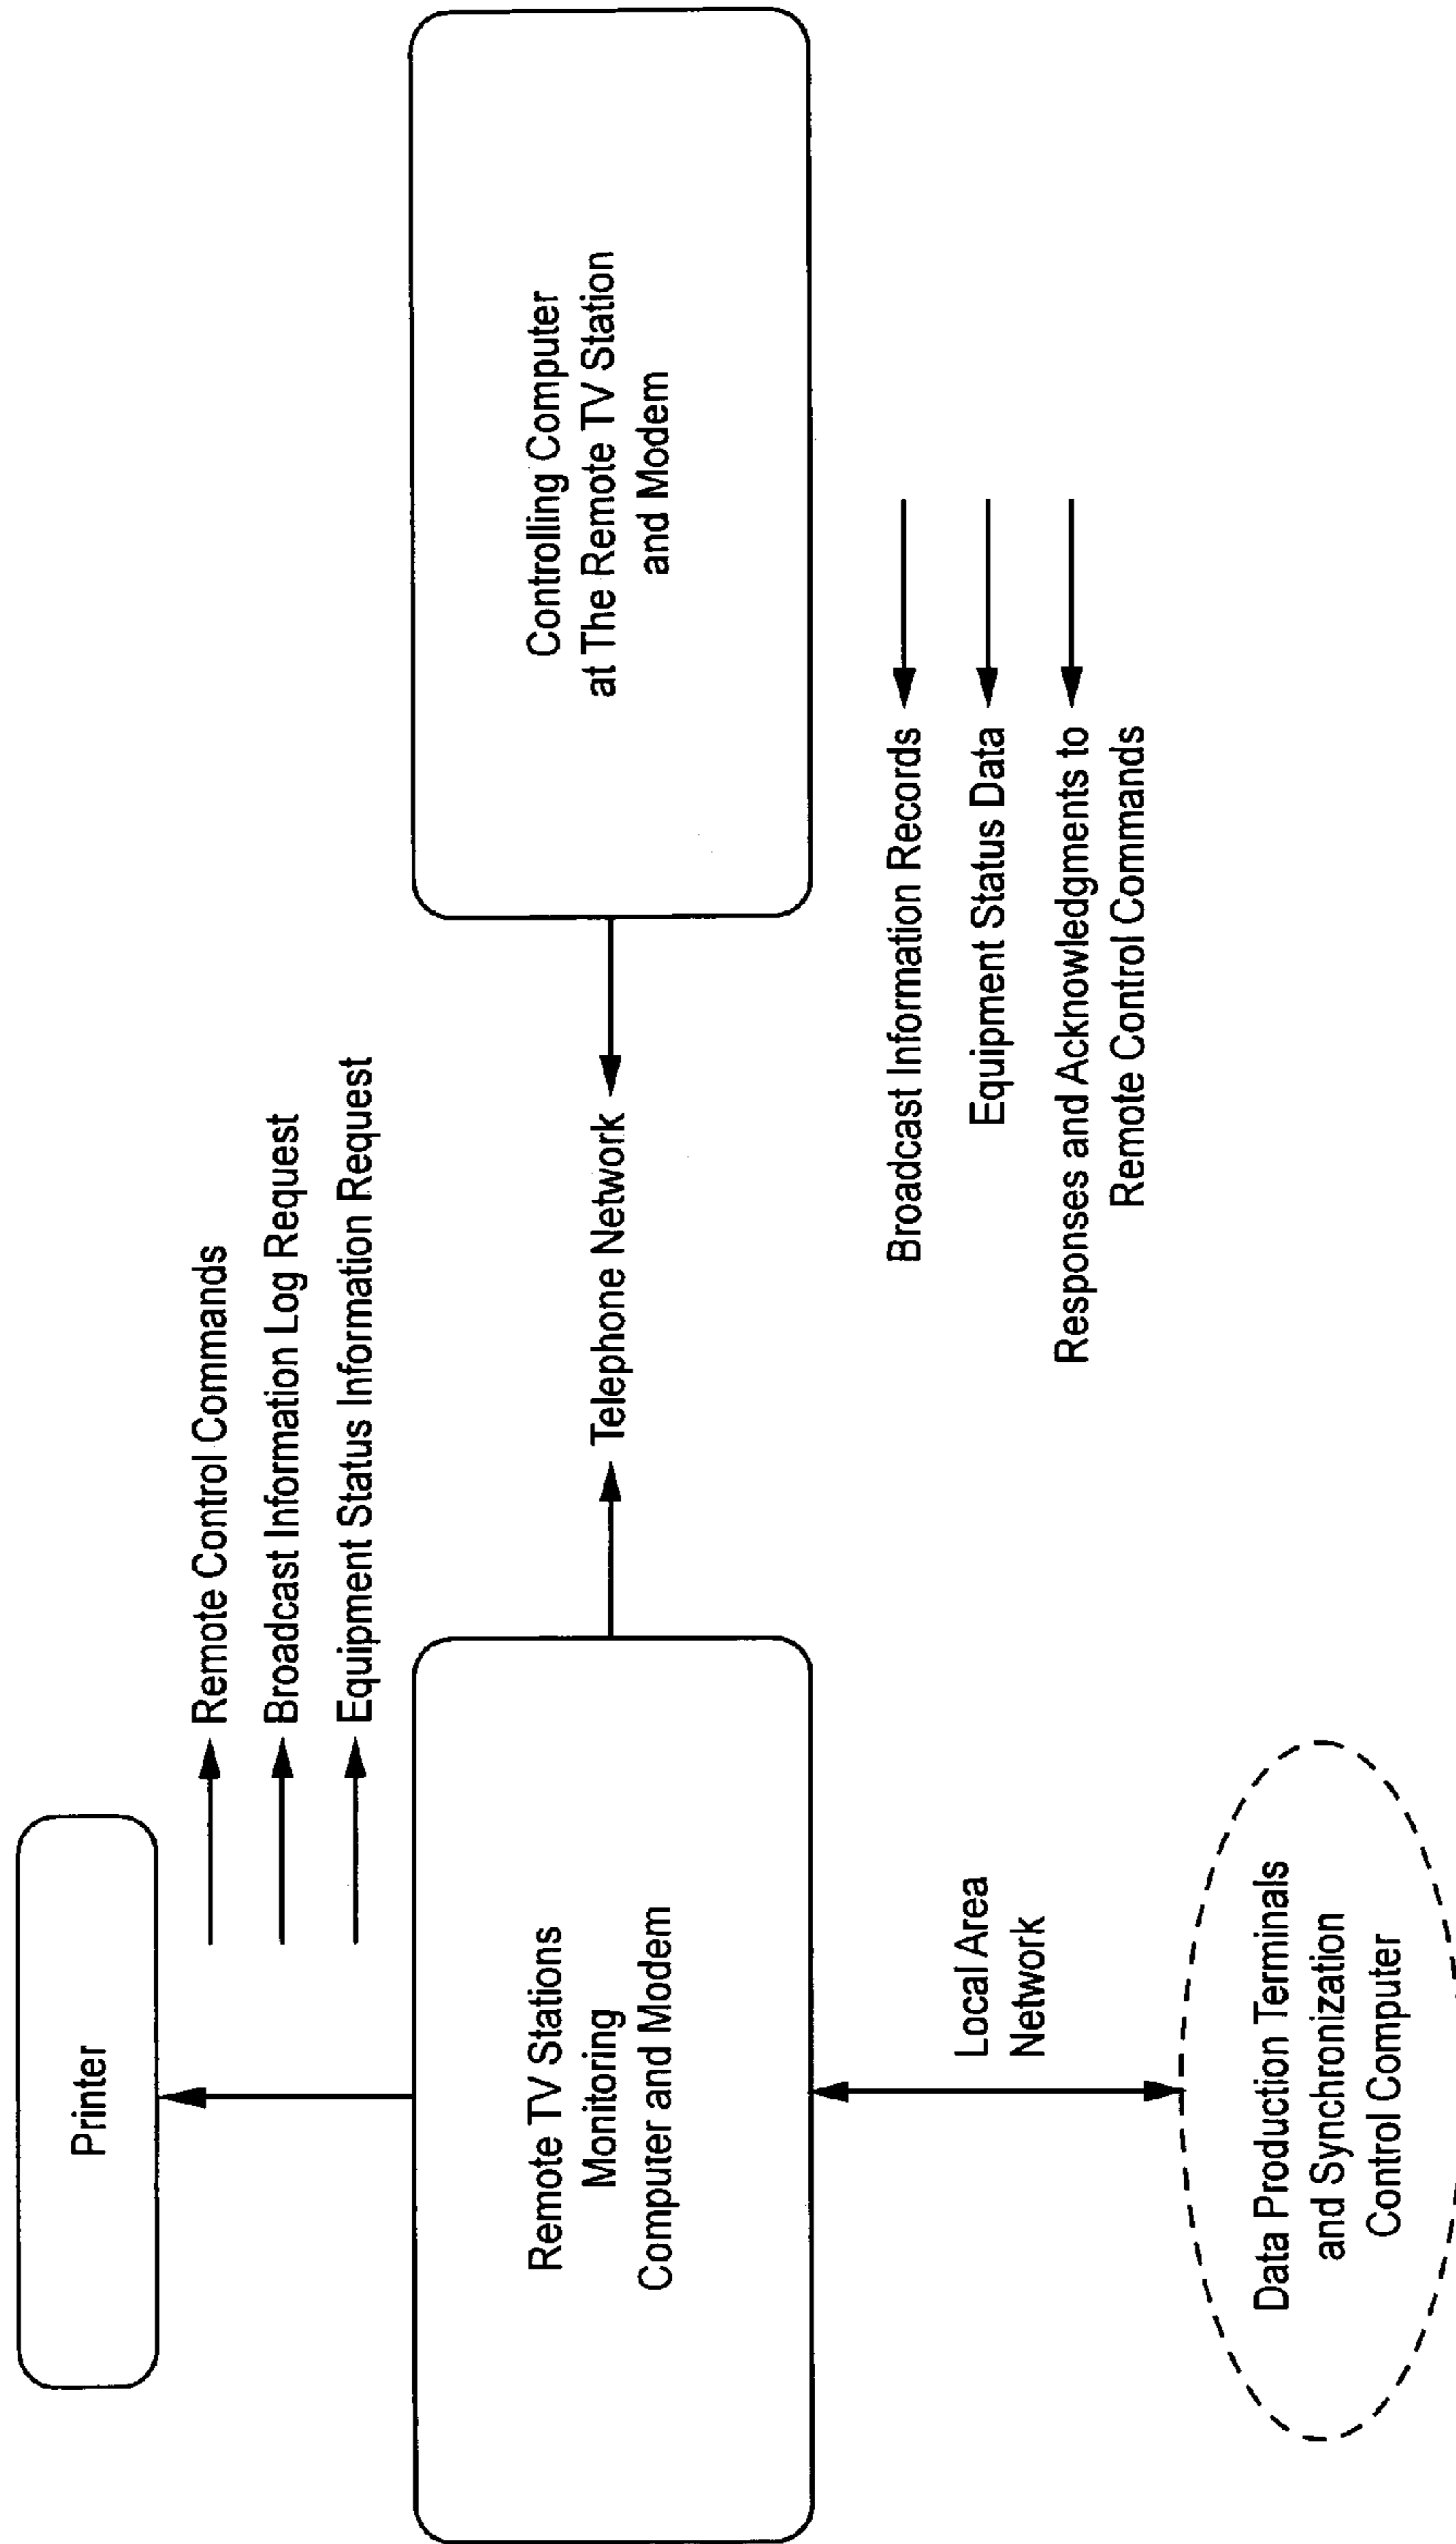 Printer
Remote Control Commands
Broadcast Information Log Request
Equipment Status Information Request
Remote TV Stations
Monitoring
Computer and Modem
Telephone Network
Controlling Computer
at The Remote TV Station
and Modem
Local Area
Network
Broadcast Information Records
Equipment Status Data
Responses and Acknowledgments to
Remote Control Commands
Data Production Terminals
and Synchronization
Control Computer